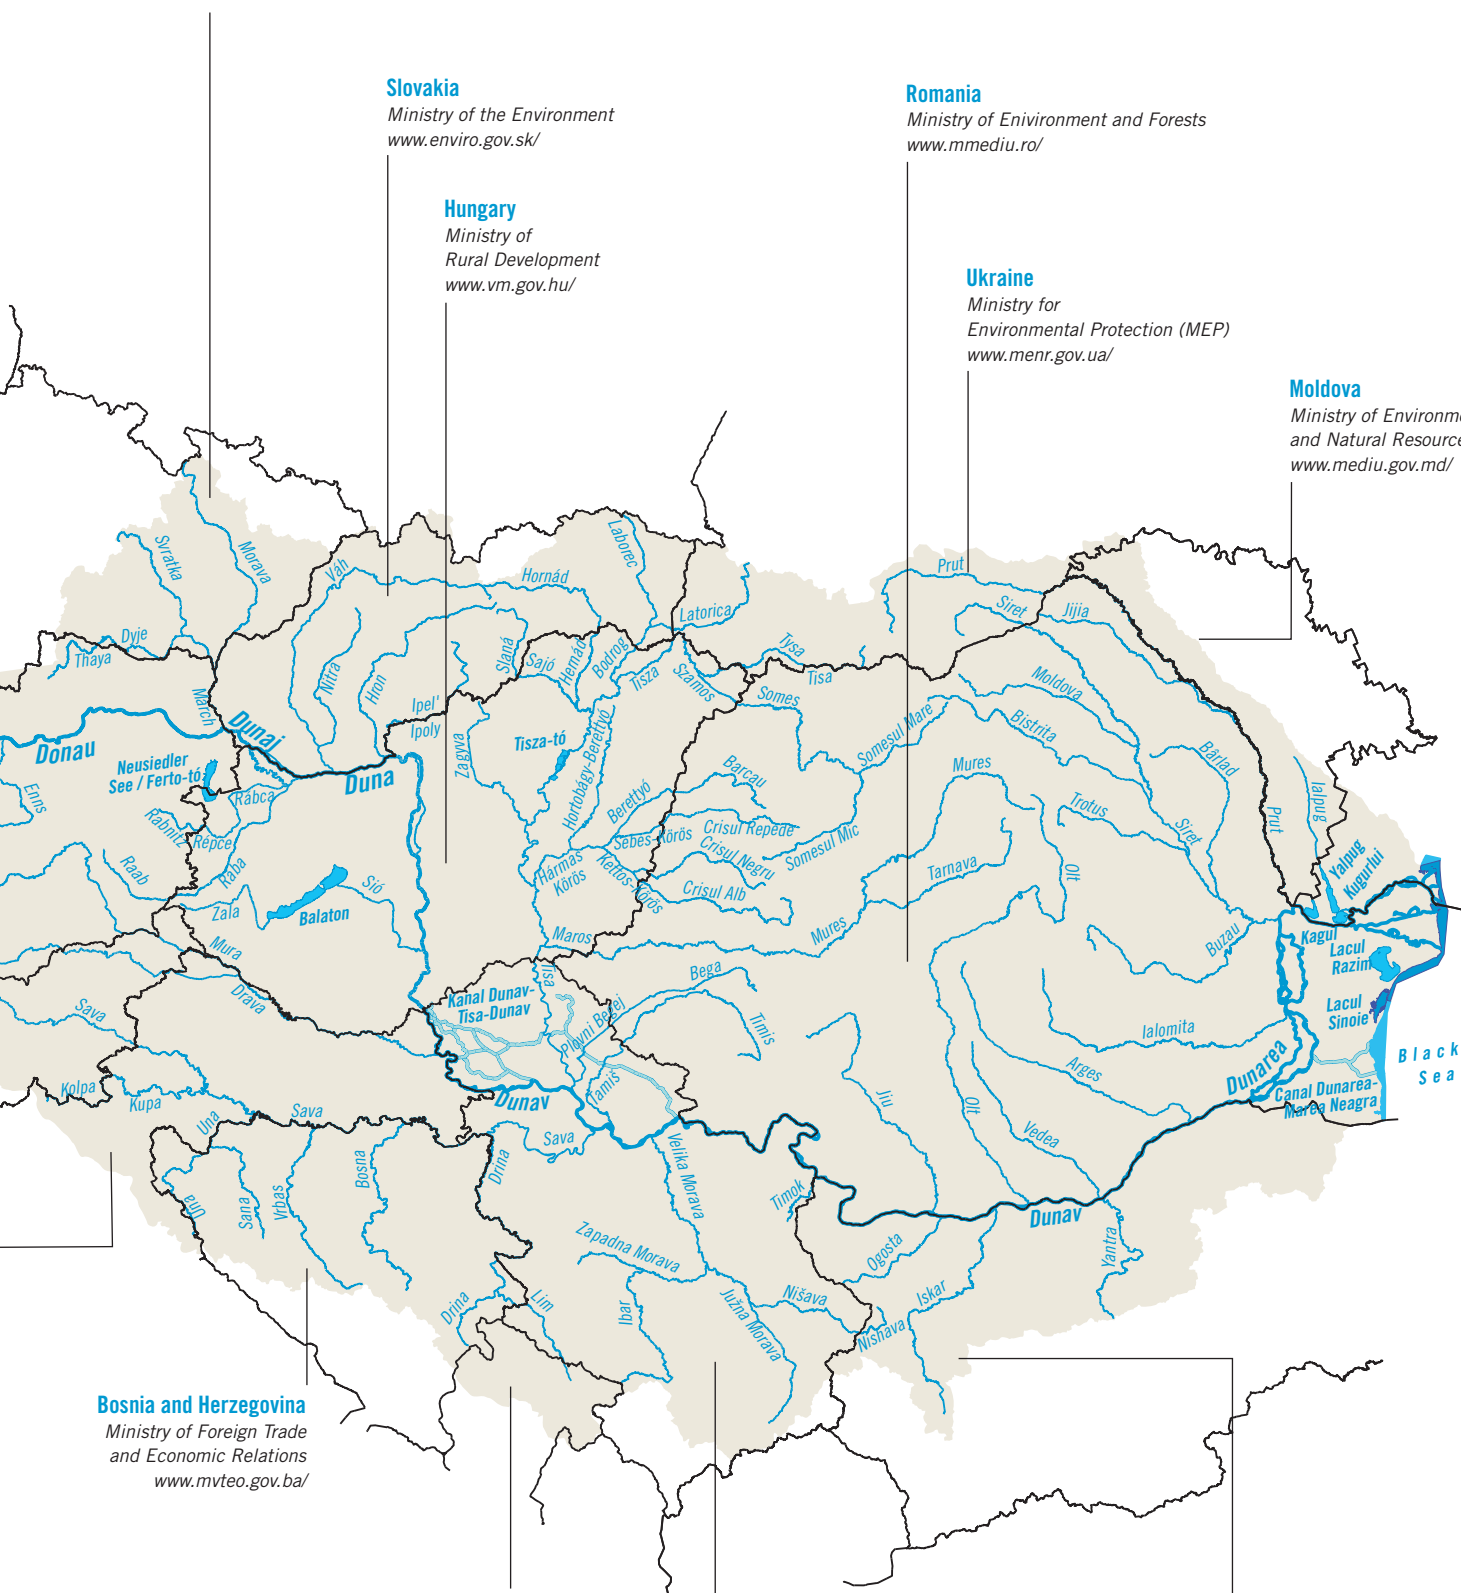 Slovakia
Ministry of the Environment
www.enviro.gov.sk/
Romania
Ministry of Enivironment and Forests
www.mmediu.ro/
Hungary
Ministry of
Rural Development
www.vm.gov.hu/
Ukraine
Ministry for
Environmental Protection (MEP)
www.menr.gov.ua/
Moldova
Ministry of Environme
and Natural Resource
www.mediu.gov.md/
Svratka
Morava
Váh
Hornád
Laborec
Latorica
Prut
Siret
Jijia
Dyje
Thaya
Nitra
Hron
Slaná
Sajó
Hernád
Bodrog
Tisza
Szamos
Tysa
Tisa
Somes
Moldova
March
Ipel'
Ipoly
Donau
Dunaj
Duna
Neusiedler
See / Ferto-tó
Tisza-tó
Zagyva
Hortobágy-Berettyó
Somesul Mare
Bistrita
Bârlad
Enns
Rábca
Rabnitz
Répce
Berettyó
Barcau
Mures
Trotus
Siret
Prut
Ialpug
Raab
Rába
Sebes-Körös
Crisul Repede
Somesul Mic
Crisul Negru
Hármas
Körös
Kettos-Körös
Crisul Alb
Tarnava
Olt
Yalpug
Kugurlui
Zala
Balaton
Sió
Mura
Maros
Mures
Buzau
Kagul
Lacul
Razim
Drava
Tisa
Bega
Sava
Kanal Dunav-
Tisa-Dunav
Plovni Begej
Timis
Lacul
Sinoie
Ialomita
Black
Sea
Arges
Dunarea
Canal Dunarea-
Marea Neagra
Kolpa
Kupa
Tamiš
Dunav
Jiu
Olt
Vedea
Una
Sava
Sava
Drina
Velika Morava
Bosna
Una
Sana
Vrbas
Timok
Dunav
Zapadna Morava
Ogosta
Yantra
Drina
Lim
Ibar
Južna Morava
Nišava
Iskar
Nishava
Bosnia and Herzegovina
Ministry of Foreign Trade
and Economic Relations
www.mvteo.gov.ba/